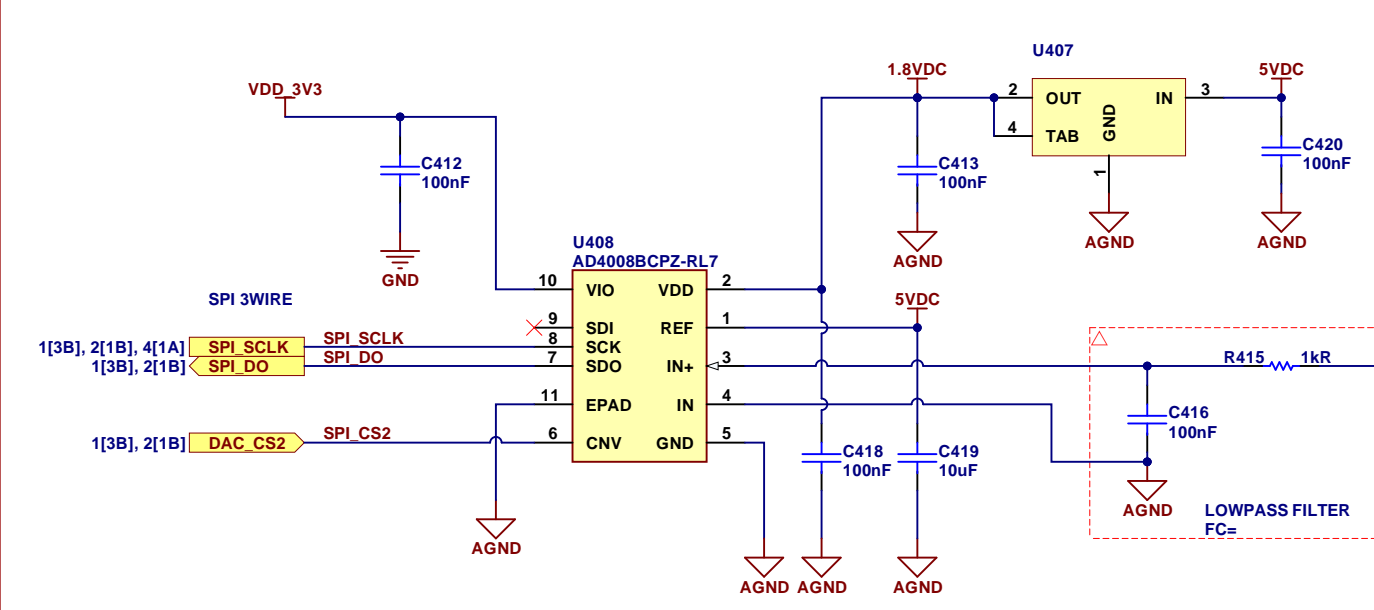 U407
VDD_3V3
1.8VDC
5VDC
2
OUT
IN
3
GND
4
TAB
1
C412
100nF
C413
100nF
C420
100nF
AGND
AGND
AGND
GND
U408
AD4008BCPZ-RL7
10
VIO
VDD
2
SPI 3WIRE
5VDC
9
SDI
REF
1
1[3B], 2[1B], 4[1A]
SPI_SCLK
SPI_SCLK
8
SCK
1[3B], 2[1B]
SPI_DO
SPI_DO
7
SDO
IN+
3
R415
1kR
11
EPAD
IN
4
C416
100nF
1[3B], 2[1B]
DAC_CS2
SPI_CS2
6
CNV
GND
5
C418
100nF
C419
10uF
AGND
LOWPASS FILTER
FC=
AGND
AGND
AGND
AGND